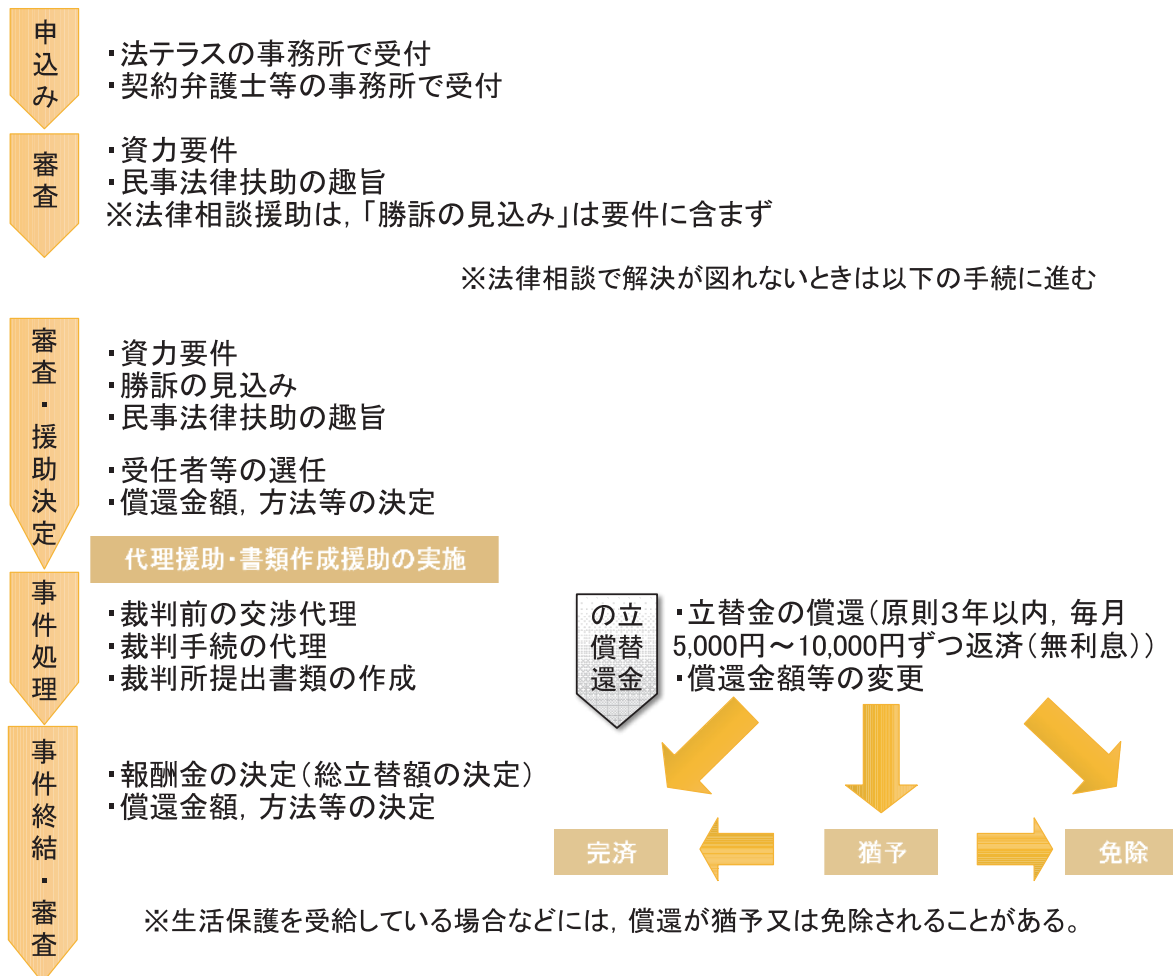 申込み
・法テラスの事務所で受付
・契約弁護士等の事務所で受付
審査
・資力要件
・民事法律扶助の趣旨
※法律相談援助は，「勝訴の見込み」は要件に含まず
※法律相談で解決が図れないときは以下の手続に進む
審査・援助決定
・資力要件
・勝訴の見込み
・民事法律扶助の趣旨
・受任者等の選任
・償還金額，方法等の決定
代理援助・書類作成援助の実施
事件処理
・裁判前の交渉代理
・裁判手続の代理
・裁判所提出書類の作成
立替金
の償還
・立替金の償還（原則３年以内，毎月
5,000円～10,000円ずつ返済（無利息））
・償還金額等の変更
事件終結・審査
・報酬金の決定（総立替額の決定）
・償還金額，方法等の決定
完済
猶予
免除
※生活保護を受給している場合などには，償還が猶予又は免除されることがある。